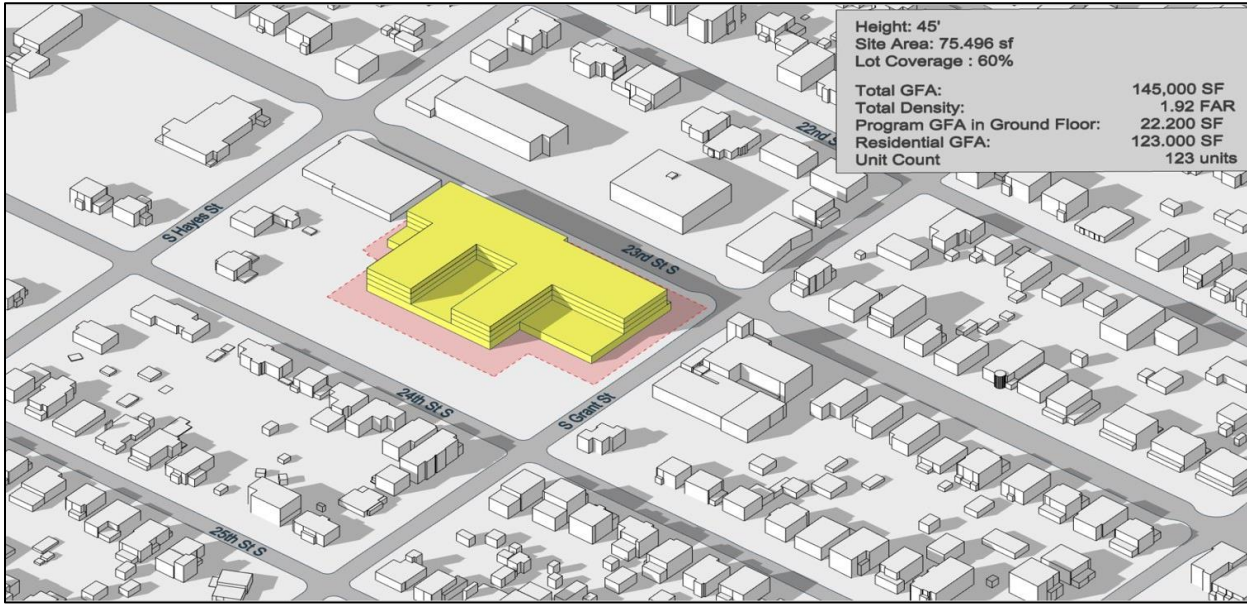 Height: 45'
Site Area: 75.496 sf
Lot Coverage : 60%
Total GFA: 145,000 SF
Total Density: 1.92 FAR
Program GFA in Ground Floor: 22.200 SF
Residential GFA: 123.000 SF
Unit Count 123 units
22nd S
S Hayes St
23rd St S
24th St S
S Grant St
25th St S